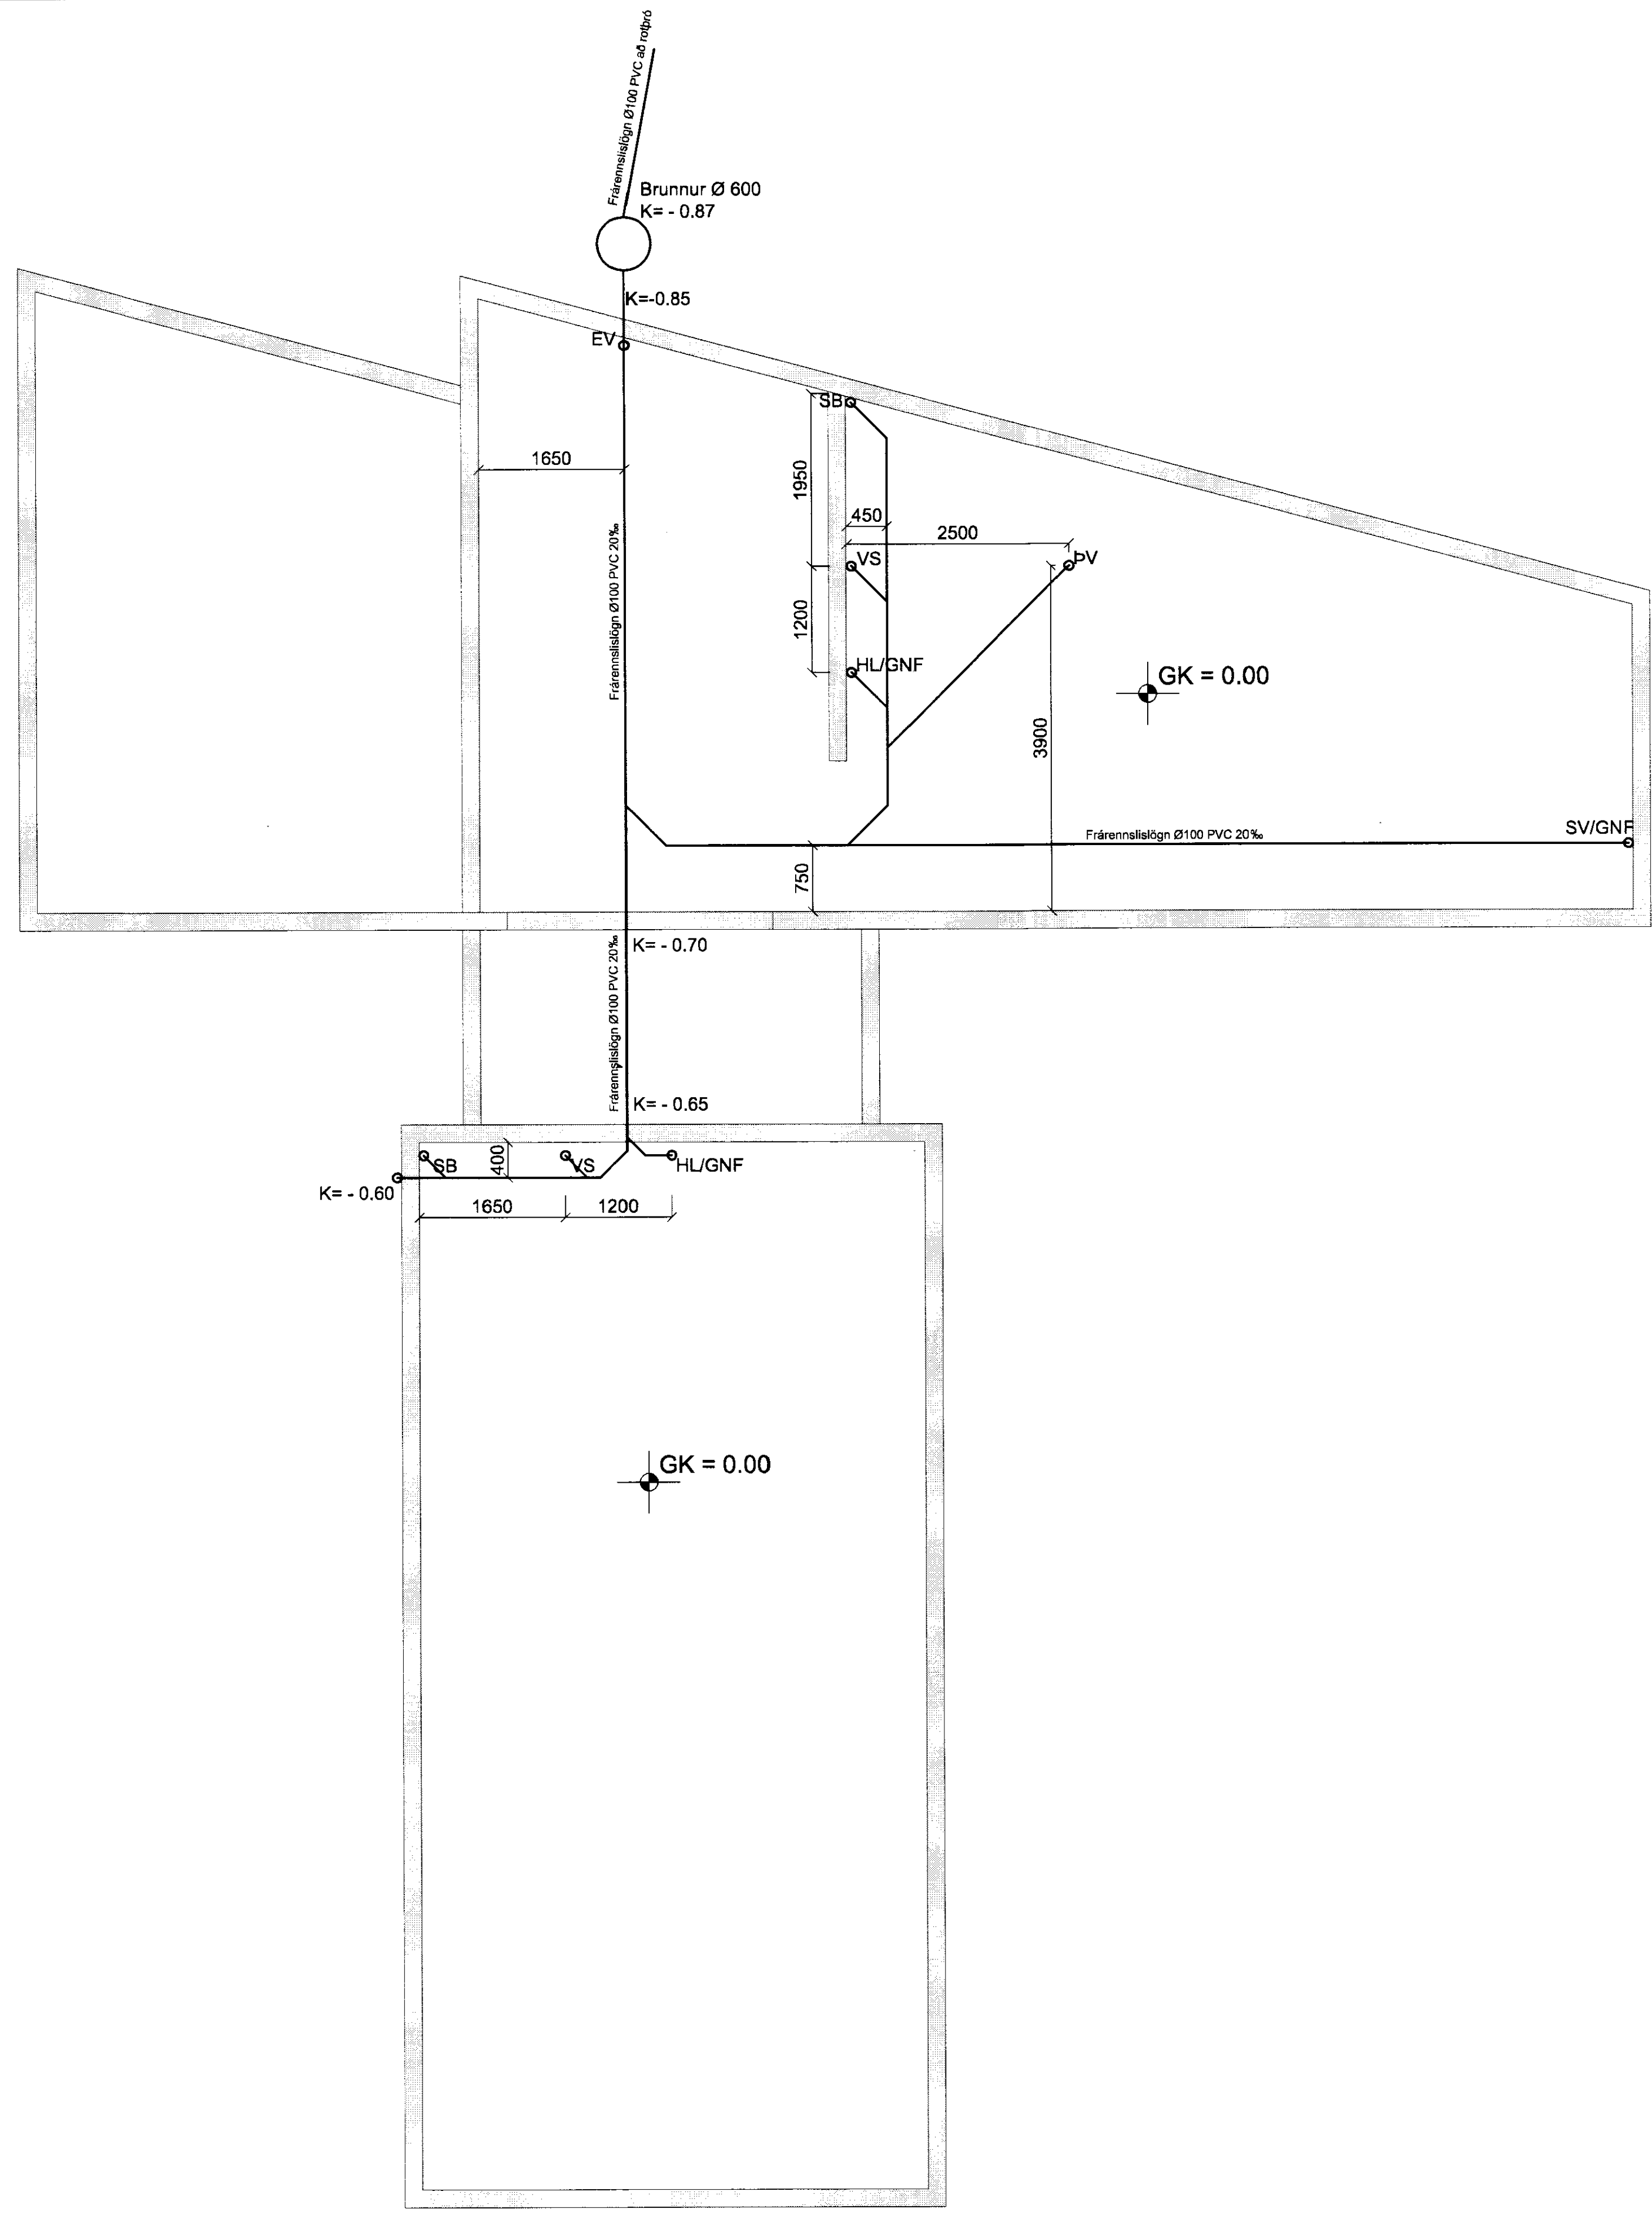 Frárennslislögn Ø100 PVC að rotþró
Brunnur Ø 600
K= - 0.87
K=-0.85
EV
SB
1650
1950
450
2500
VS
ÞV
Frárennslislögn Ø100 PVC 20‰
1200
HL/GNF
GK = 0.00
3900
Frárennslislögn Ø100 PVC 20‰
SV/GNF
750
K= - 0.70
Frárennslislögn Ø100 PVC 20‰
K= - 0.65
400
SB
VS
HL/GNF
K= - 0.60
1650
1200
GK = 0.00